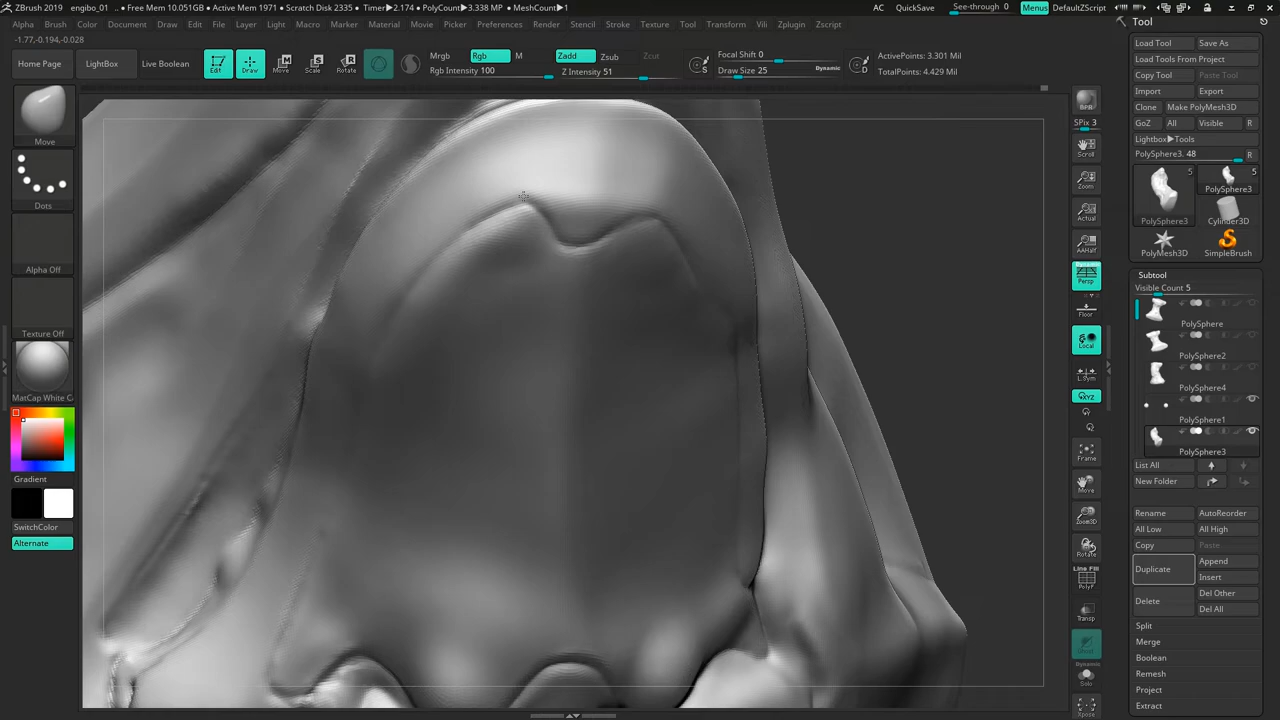 ZBrush 2019 engibo_01 .. • Free Mem 10.051GB • Active Mem 1971 • Scratch Disk 2335 • Timer▶2.174 • PolyCount▶3.338 MP • MeshCount▶1
AC QuickSave See-through 0 Menus DefaultZScript
Alpha Brush Color Document Draw Edit File Layer Light Macro Marker Material Movie Picker Preferences Render Stencil Stroke Texture Tool Transform Vili Zplugin Zscript
-1.77,-0.194,-0.028
Home Page LightBox Live Boolean
Edit Draw Move Scale Rotate
Mrgb Rgb M
Rgb Intensity 100
Zadd Zsub Zcut
Z Intensity 51
S
Focal Shift 0
Draw Size 25 Dynamic
D
ActivePoints: 3.301 Mil
TotalPoints: 4.429 Mil
Move
Dots
Alpha Off
Texture Off
MatCap White C
Gradient
SwitchColor
Alternate
BPR
SPix 3
Scroll
Zoom
Actual
AAHalf
Dynamic
Persp
Floor
Local
L.Sym
XYZ
Frame
Move
Zoom3D
Rotate
Line Fill
PolyF
Transp
Ghost
Dynamic
Solo
Xpose
Tool
Load Tool Save As
Load Tools From Project
Copy Tool Paste Tool
Import Export
Clone Make PolyMesh3D
GoZ All Visible R
Lightbox▶Tools
PolySphere3. 48 R
5 5
PolySphere3
PolySphere3 Cylinder3D
PolyMesh3D SimpleBrush
Subtool
Visible Count 5
PolySphere
PolySphere2
PolySphere4
PolySphere1
PolySphere3
List All
New Folder
Rename AutoReorder
All Low All High
Copy Paste
Duplicate Append
Insert
Delete Del Other
Del All
Split
Merge
Boolean
Remesh
Project
Extract